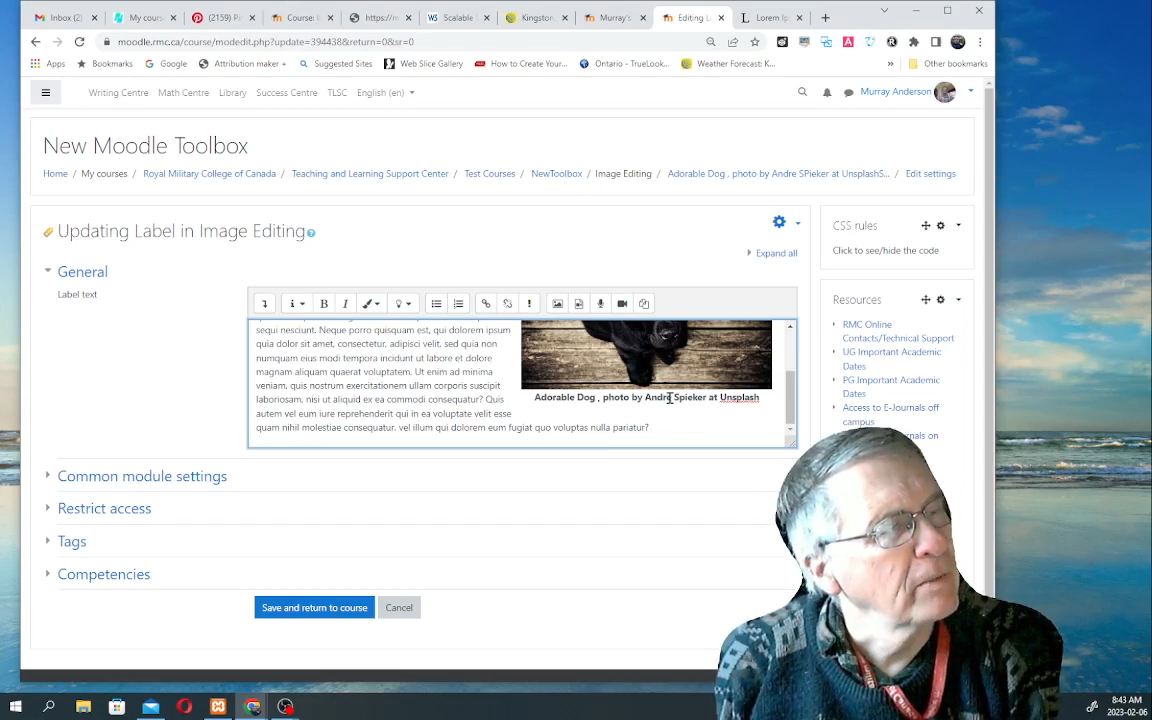 Inbox (2)
My cours
(2159) Pi
Course: I
https://m
Scalable
Kingston,
Murray's
Editing L
Lorem Ips
moodle.rmc.ca/course/modedit.php?update=394438&return=0&sr=0
Apps
Bookmarks
Google
Attribution maker
Suggested Sites
Web Slice Gallery
How to Create Your...
Ontario - TrueLook...
Weather Forecast: K...
»
Other bookmarks
Writing Centre
Math Centre
Library
Success Centre
TLSC
English (en)
Murray Anderson
New Moodle Toolbox
Home / My courses / Royal Military College of Canada / Teaching and Learning Support Center / Test Courses / NewToolbox / Image Editing / Adorable Dog , photo by Andre SPieker at UnsplashS... / Edit settings
Updating Label in Image Editing
Expand all
General
Label text
sequi nesciunt. Neque porro quisquam est, qui dolorem ipsum
quia dolor sit amet, consectetur, adipisci velit, sed quia non
numquam eius modi tempora incidunt ut labore et dolore
magnam aliquam quaerat voluptatem. Ut enim ad minima
veniam, quis nostrum exercitationem ullam corporis suscipit
laboriosam, nisi ut aliquid ex ea commodi consequatur? Quis
autem vel eum iure reprehenderit qui in ea voluptate velit esse
quam nihil molestiae consequatur, vel illum qui dolorem eum fugiat quo voluptas nulla pariatur?
Adorable Dog , photo by Andre Spieker at Unsplash
Common module settings
Restrict access
Tags
Competencies
Save and return to course
Cancel
CSS rules
Click to see/hide the code
Resources
RMC Online
Contacts/Technical Support
UG Important Academic
Dates
PG Important Academic
Dates
Access to E-Journals off
campus
8:43 AM
2023-02-06